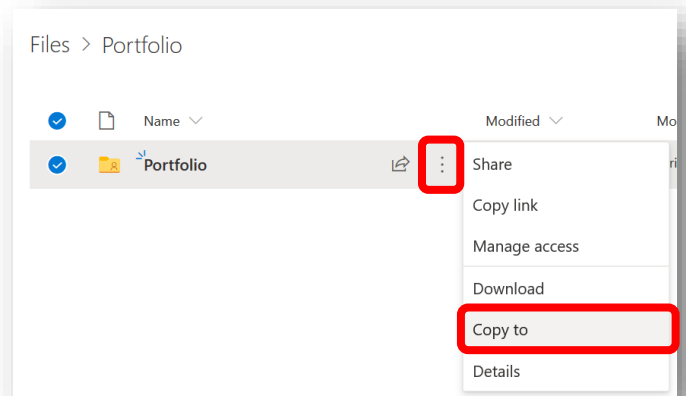 Files > Portfolio
Name Modified Mo
Portfolio
Share
Copy link
Manage access
Download
Copy to
Details